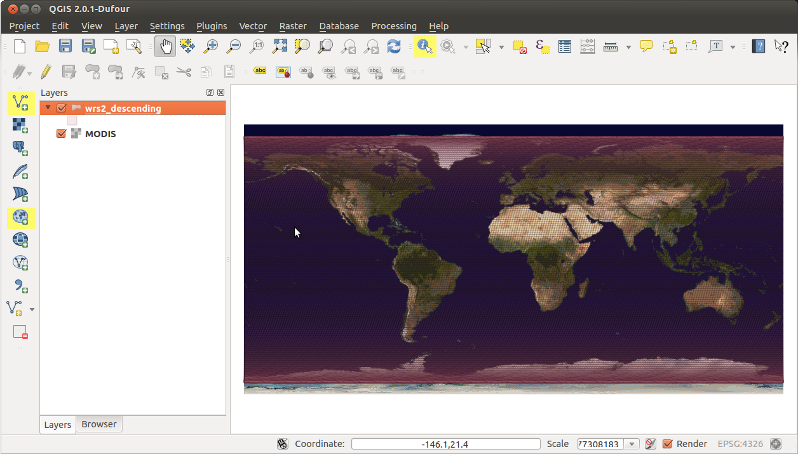 QGIS 2.0.1-Dufour
Project Edit View Layer Settings Plugins Vector Raster Database Processing Help
Layers
wrs2_descending
MODIS
Layers Browser
Coordinate: -146.1,21.4 Scale 77308183 Render EPSG:4326